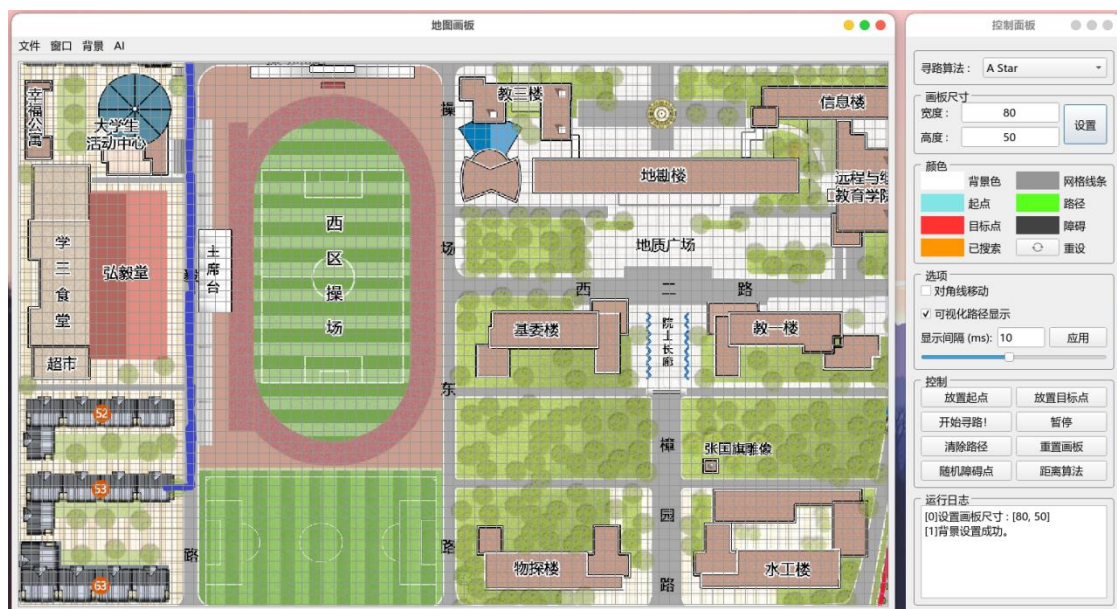 地图画板
文件 窗口 背景 AI
幸福公寓
大学生
活动中心
教三楼
信息楼
操场东路
地勘楼
远程与继
教育学院
学三食堂
弘毅堂
主席台
西区操场
地质广场
西二路
基委楼
院士长廊
教一楼
超市
52
53
63
张国旗雕像
樟园路
路
物探楼
水工楼
控制面板
寻路算法： A Star
画板尺寸
宽度： 80
高度： 50
设置
颜色
背景色 网格线条
起点 路径
目标点 障碍
已搜索 重设
选项
对角线移动
可视化路径显示
显示间隔 (ms): 10 应用
控制
放置起点 放置目标点
开始寻路! 暂停
清除路径 重置画板
随机障碍点 距离算法
运行日志
[0]设置画板尺寸 : [80, 50]
[1]背景设置成功。